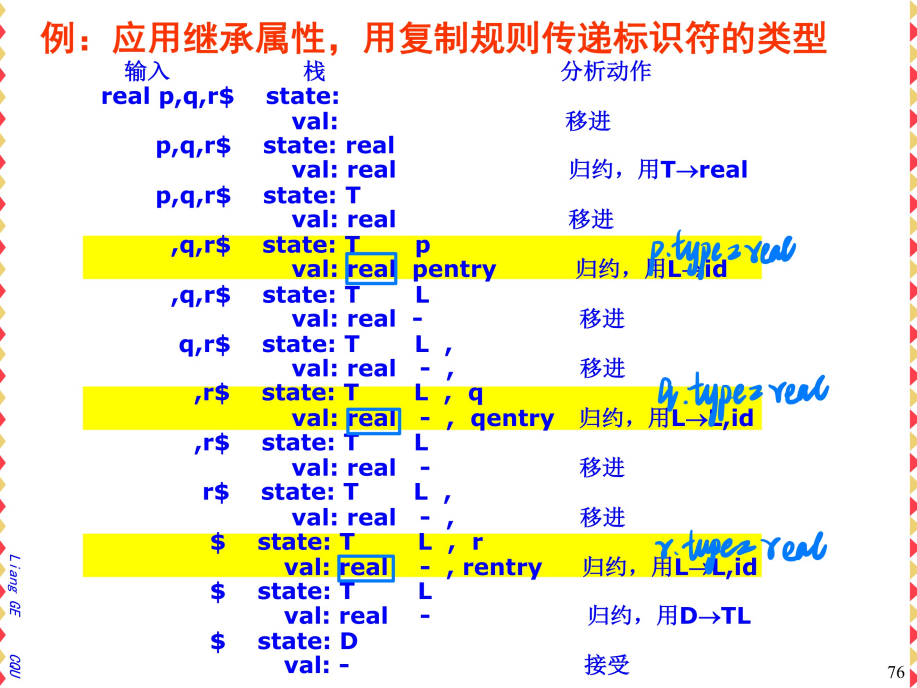 例：应用继承属性，用复制规则传递标识符的类型
输入 栈 分析动作
real p,q,r$ state:
val: 移进
p,q,r$ state: real
val: real 归约，用T→real
p,q,r$ state: T
val: real 移进
,q,r$ state: T p p.type=real
val: real pentry 归约，用L→id
,q,r$ state: T L
val: real - 移进
q,r$ state: T L ,
val: real - , 移进
,r$ state: T L , q q.type=real
val: real - , qentry 归约，用L→L,id
,r$ state: T L
val: real - 移进
r$ state: T L ,
val: real - , 移进
$ state: T L , r r.type=real
val: real - , rentry 归约，用L→L,id
$ state: T L
val: real - 归约，用D→TL
$ state: D
val: - 接受
Liang GE CQU
76